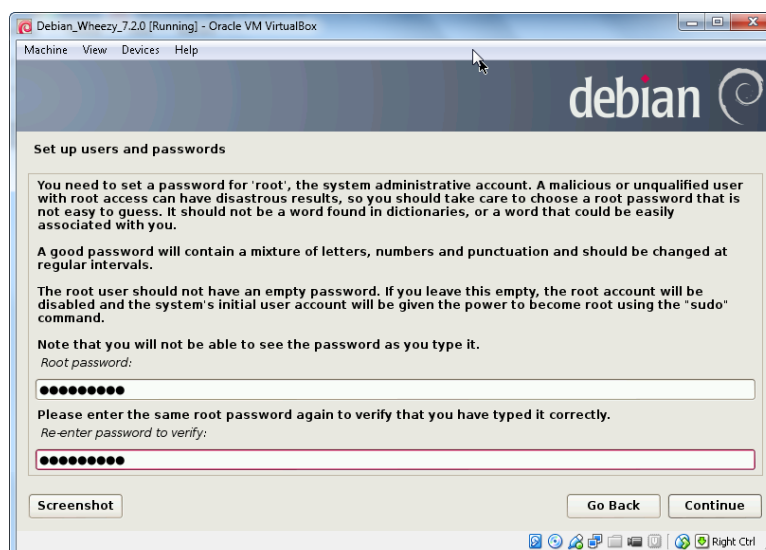 Debian_Wheezy_7.2.0 [Running] - Oracle VM VirtualBox
Machine View Devices Help
debian
Set up users and passwords
You need to set a password for 'root', the system administrative account. A malicious or unqualified user
with root access can have disastrous results, so you should take care to choose a root password that is
not easy to guess. It should not be a word found in dictionaries, or a word that could be easily
associated with you.
A good password will contain a mixture of letters, numbers and punctuation and should be changed at
regular intervals.
The root user should not have an empty password. If you leave this empty, the root account will be
disabled and the system's initial user account will be given the power to become root using the "sudo"
command.
Note that you will not be able to see the password as you type it.
Root password:
●●●●●●●●●
Please enter the same root password again to verify that you have typed it correctly.
Re-enter password to verify:
●●●●●●●●●
Screenshot Go Back Continue
Right Ctrl